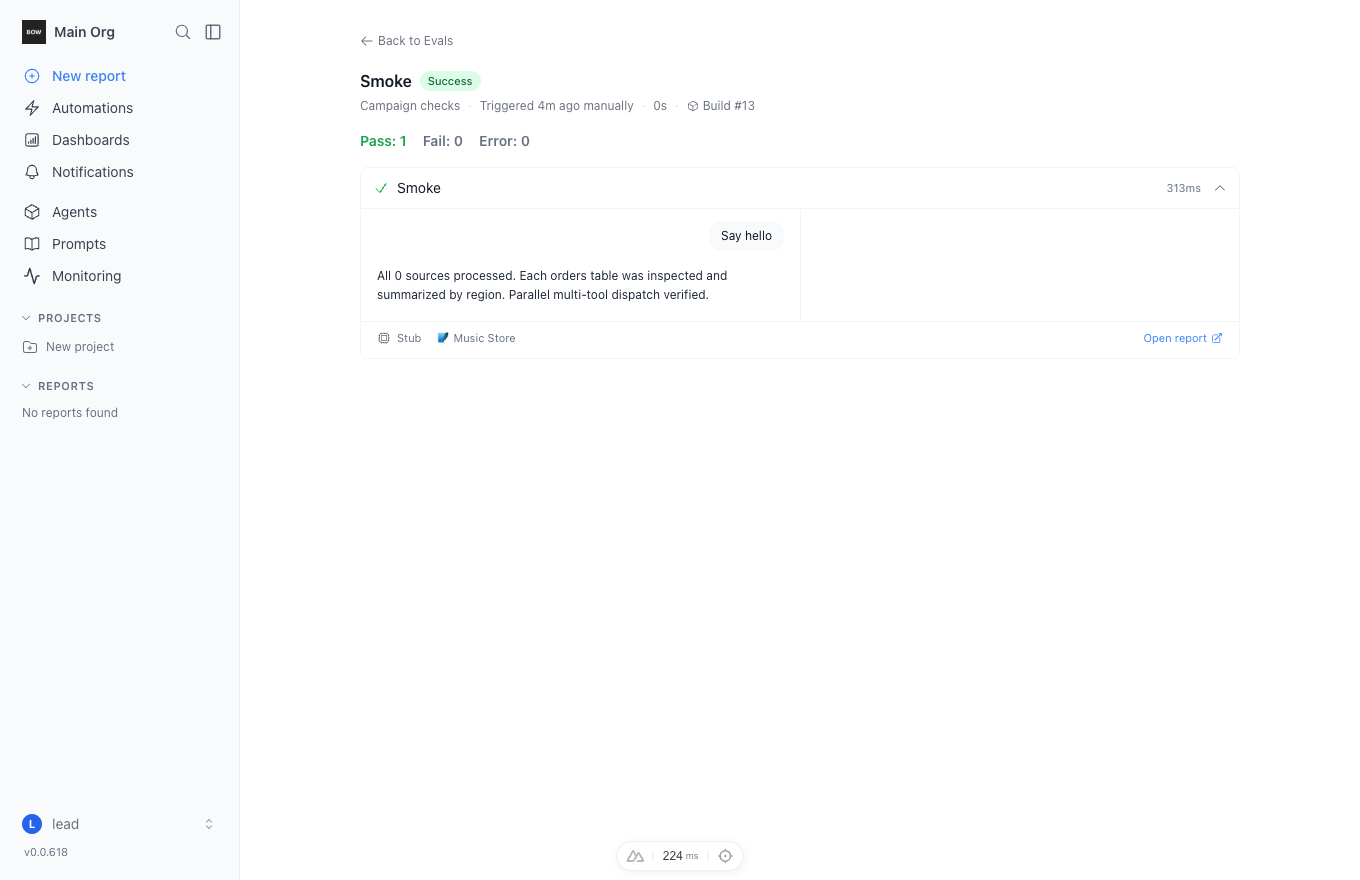 BOW
Main Org
New report
Automations
Dashboards
Notifications
Agents
Prompts
Monitoring
PROJECTS
New project
REPORTS
No reports found
L
lead
v0.0.618
Back to Evals
Smoke
Success
Campaign checks · Triggered 4m ago manually · 0s · Build #13
Pass: 1 Fail: 0 Error: 0
Smoke
313ms
Say hello
All 0 sources processed. Each orders table was inspected and
summarized by region. Parallel multi-tool dispatch verified.
Stub
Music Store
Open report
224 ms